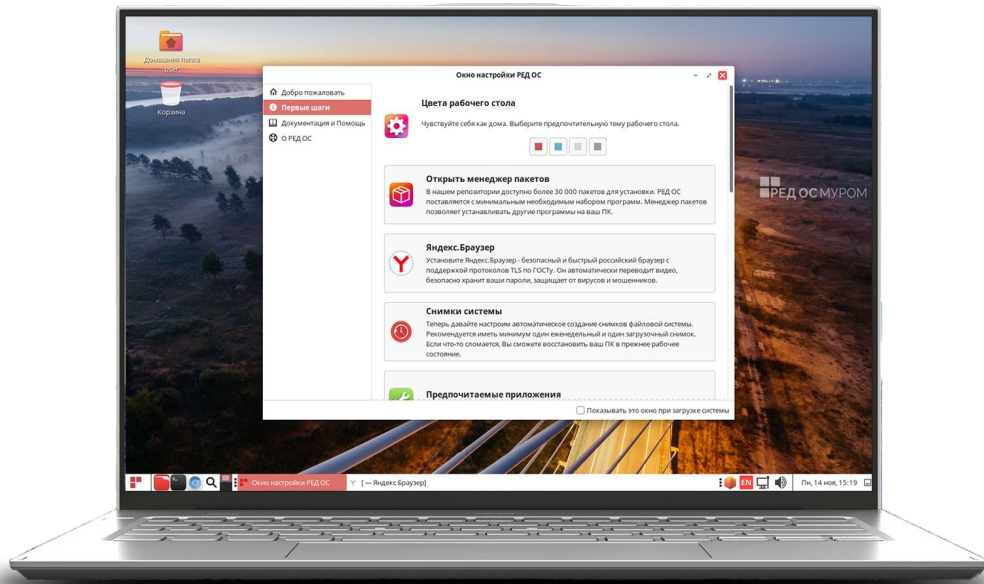 Домашняя папка
user
Корзина
Окно настройки РЕД ОС
Добро пожаловать
Первые шаги
Документация и Помощь
О РЕД ОС
Цвета рабочего стола
Чувствуйте себя как дома. Выберите предпочтительную тему рабочего стола.
Открыть менеджер пакетов
В нашем репозитории доступно более 30 000 пакетов для установки. РЕД ОС
поставляется с минимальным необходимым набором программ. Менеджер пакетов
позволяет устанавливать другие программы на ваш ПК.
Яндекс.Браузер
Установите Яндекс.Браузер - безопасный и быстрый российский браузер с
поддержкой протоколов TLS по ГОСТу. Он автоматически переводит видео,
безопасно хранит ваши пароли, защищает от вирусов и мошенников.
Снимки системы
Теперь давайте настроим автоматическое создание снимков файловой системы.
Рекомендуется иметь минимум один еженедельный и один загрузочный снимок.
Если что-то сломается, Вы сможете восстановить ваш ПК в прежнее рабочее
состояние.
Предпочитаемые приложения
Показывать это окно при загрузке системы
РЕД ОС МУРОМ
Окно настройки РЕД ОС
[— Яндекс Браузер]
EN
Пн, 14 ноя, 15:19